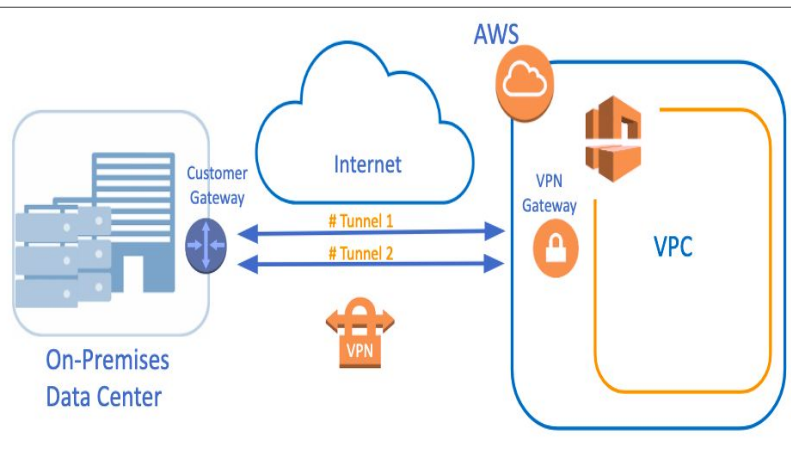 AWS
Internet
Customer
Gateway
VPN
Gateway
# Tunnel 1
# Tunnel 2
VPC
VPN
On-Premises
Data Center